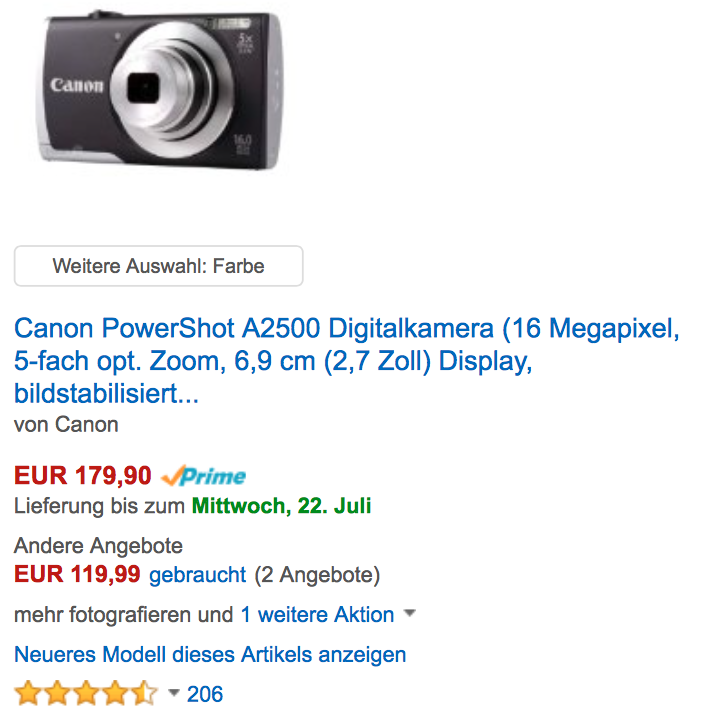 Canon
5x
16.0
Weitere Auswahl: Farbe
Canon PowerShot A2500 Digitalkamera (16 Megapixel,
5-fach opt. Zoom, 6,9 cm (2,7 Zoll) Display,
bildstabilisiert...
von Canon
EUR 179,90 Prime
Lieferung bis zum Mittwoch, 22. Juli
Andere Angebote
EUR 119,99 gebraucht (2 Angebote)
mehr fotografieren und 1 weitere Aktion
Neueres Modell dieses Artikels anzeigen
206